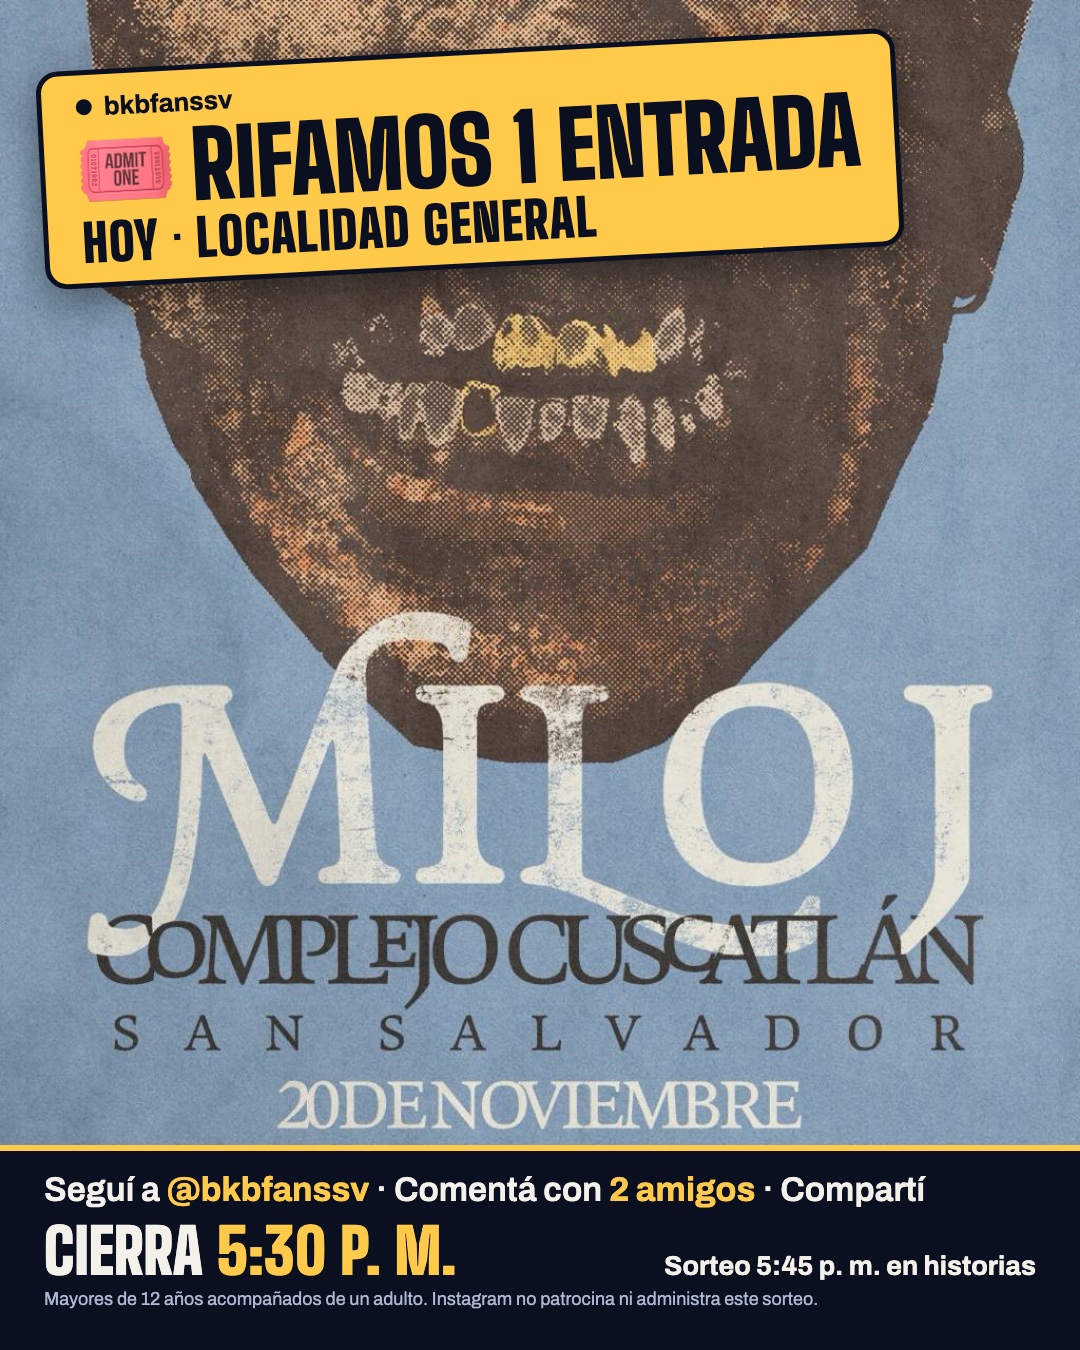 bkbfanssv
ADMIT ONE
RIFAMOS 1 ENTRADA
HOY · LOCALIDAD GENERAL
MILOJ
COMPLEJO CUSCATLÁN
SAN SALVADOR
20 DE NOVIEMBRE
Seguí a @bkbfanssv · Comentá con 2 amigos · Compartí
CIERRA 5:30 P. M.
Sorteo 5:45 p. m. en historias
Mayores de 12 años acompañados de un adulto. Instagram no patrocina ni administra este sorteo.